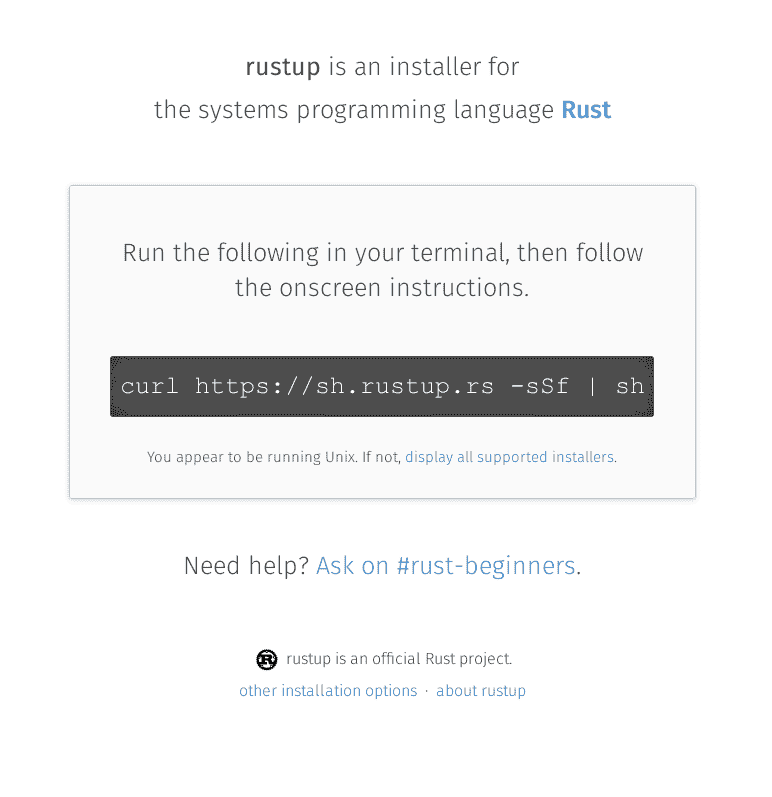 rustup is an installer for
the systems programming language Rust
Run the following in your terminal, then follow
the onscreen instructions.
curl https://sh.rustup.rs -sSf | sh
You appear to be running Unix. If not, display all supported installers.
Need help? Ask on #rust-beginners.
rustup is an official Rust project.
other installation options · about rustup